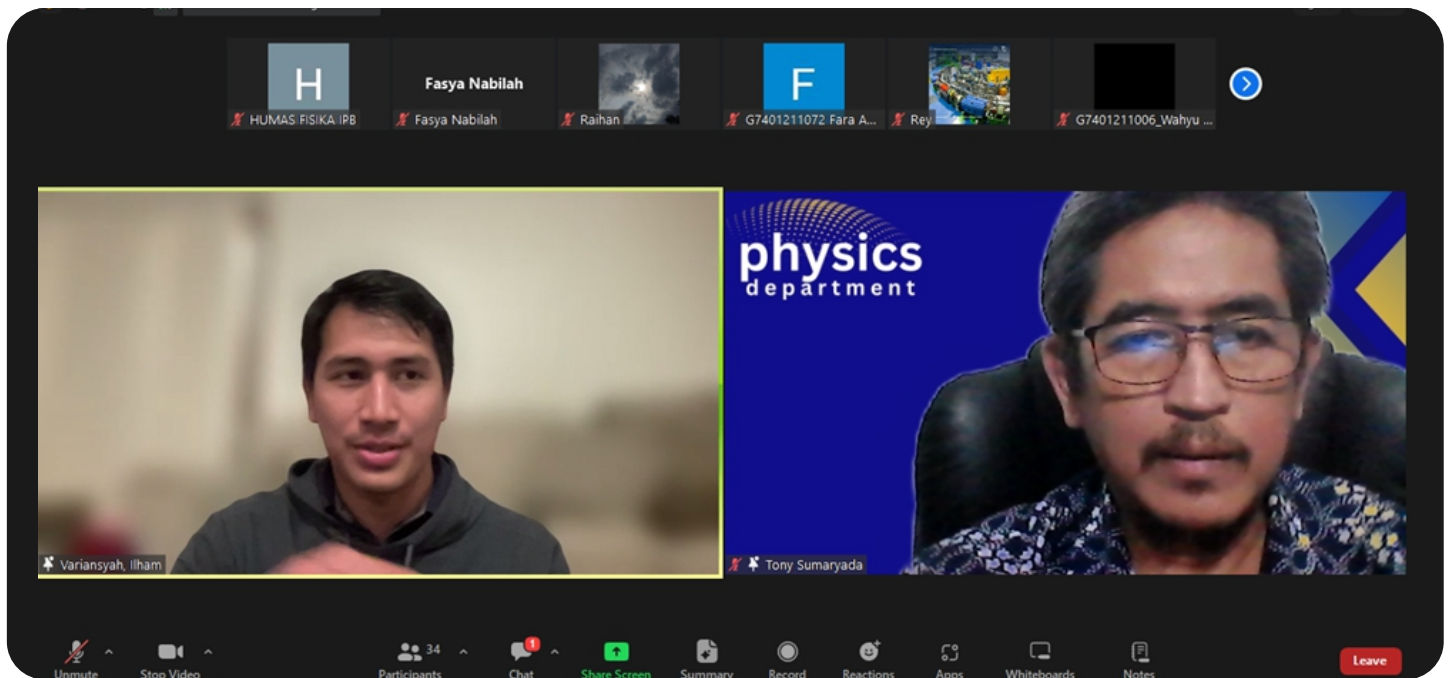 H
HUMAS FISIKA IPB
Fasya Nabilah
Fasya Nabilah
Raihan
F
G7401211072 Fara A...
Rey
G7401211006_Wahyu ...
physics
department
Variansyah, Ilham
Tony Sumaryada
Unmute
Stop Video
34
Participants
1
Chat
Share Screen
Summary
Record
Reactions
Apps
Whiteboards
Notes
Leave